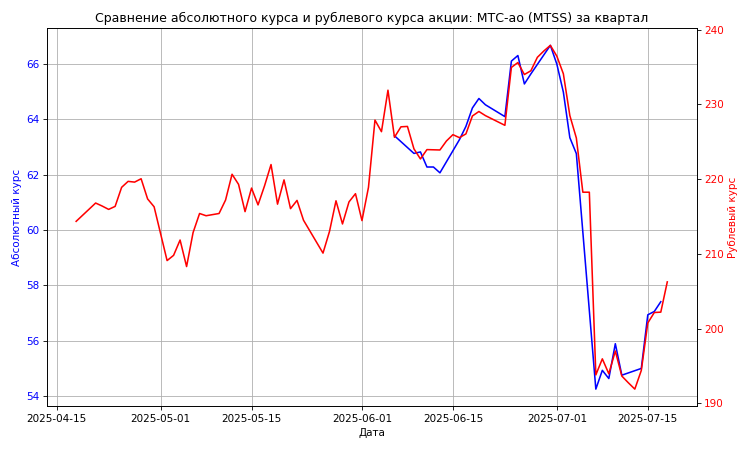 Сравнение абсолютного курса и рублевого курса акции: МТС-ао (MTSS) за квартал
240
66
230
64
62
220
60
210
58
200
56
54
190
Абсолютный курс
Рублевый курс
2025-04-15 2025-05-01 2025-05-15 2025-06-01 2025-06-15 2025-07-01 2025-07-15
Дата